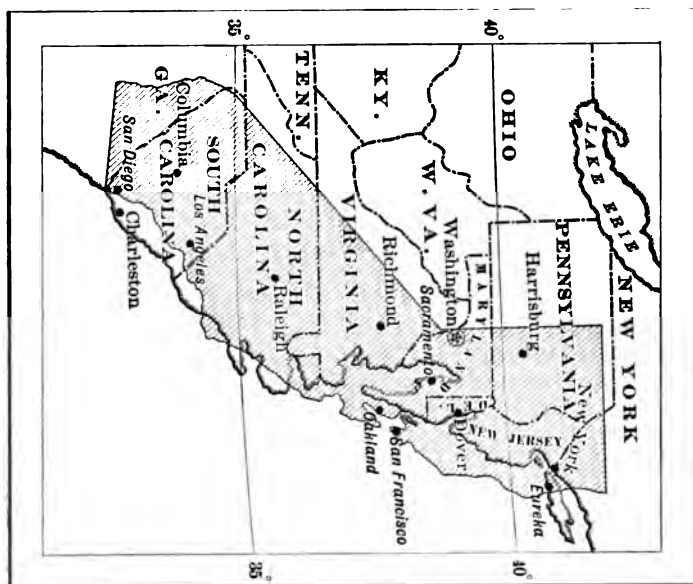 NEW YORK
LAKE ERIE
PENNSYLVANIA
New York
Eureka
Harrisburg
NEW JERSEY
40°
40°
OHIO
MARYLAND
DEL.
Dover
Washington
Sacramento
W. VA.
San Francisco
Oakland
KY.
Richmond
VIRGINIA
TENN.
NORTH
CAROLINA
Raleigh
35°
35°
SOUTH
CAROLINA
Los Angeles
Columbia
GA.
San Diego
Charleston